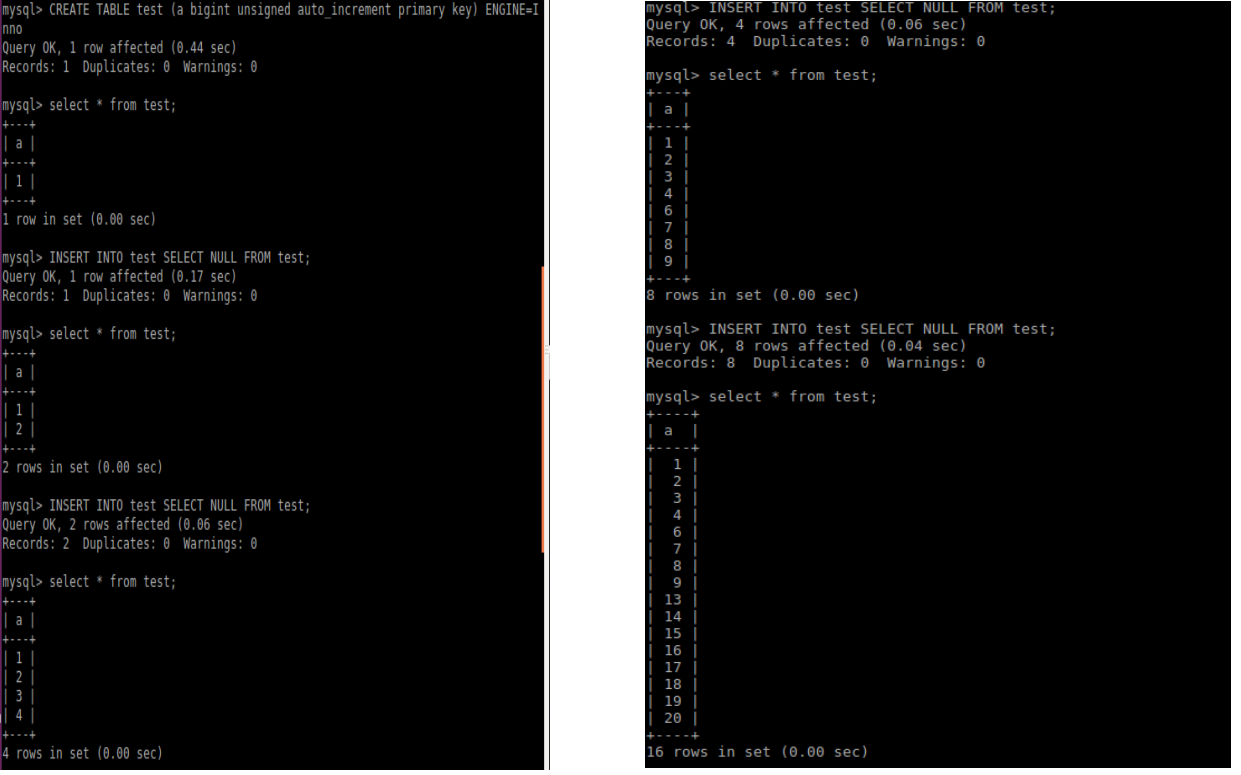 mysql> CREATE TABLE test (a bigint unsigned auto_increment primary key) ENGINE=I
nno
Query OK, 1 row affected (0.44 sec)
Records: 1  Duplicates: 0  Warnings: 0
mysql> select * from test;
+---+
| a |
+---+
| 1 |
+---+
1 row in set (0.00 sec)
mysql> INSERT INTO test SELECT NULL FROM test;
Query OK, 1 row affected (0.17 sec)
Records: 1  Duplicates: 0  Warnings: 0
mysql> select * from test;
+---+
| a |
+---+
| 1 |
| 2 |
+---+
2 rows in set (0.00 sec)
mysql> INSERT INTO test SELECT NULL FROM test;
Query OK, 2 rows affected (0.06 sec)
Records: 2  Duplicates: 0  Warnings: 0
mysql> select * from test;
+---+
| a |
+---+
| 1 |
| 2 |
| 3 |
| 4 |
+---+
4 rows in set (0.00 sec)
mysql> INSERT INTO test SELECT NULL FROM test;
Query OK, 4 rows affected (0.06 sec)
Records: 4  Duplicates: 0  Warnings: 0
mysql> select * from test;
+---+
| a |
+---+
| 1 |
| 2 |
| 3 |
| 4 |
| 6 |
| 7 |
| 8 |
| 9 |
+---+
8 rows in set (0.00 sec)
mysql> INSERT INTO test SELECT NULL FROM test;
Query OK, 8 rows affected (0.04 sec)
Records: 8  Duplicates: 0  Warnings: 0
mysql> select * from test;
+----+
| a  |
+----+
|  1 |
|  2 |
|  3 |
|  4 |
|  6 |
|  7 |
|  8 |
|  9 |
| 13 |
| 14 |
| 15 |
| 16 |
| 17 |
| 18 |
| 19 |
| 20 |
+----+
16 rows in set (0.00 sec)